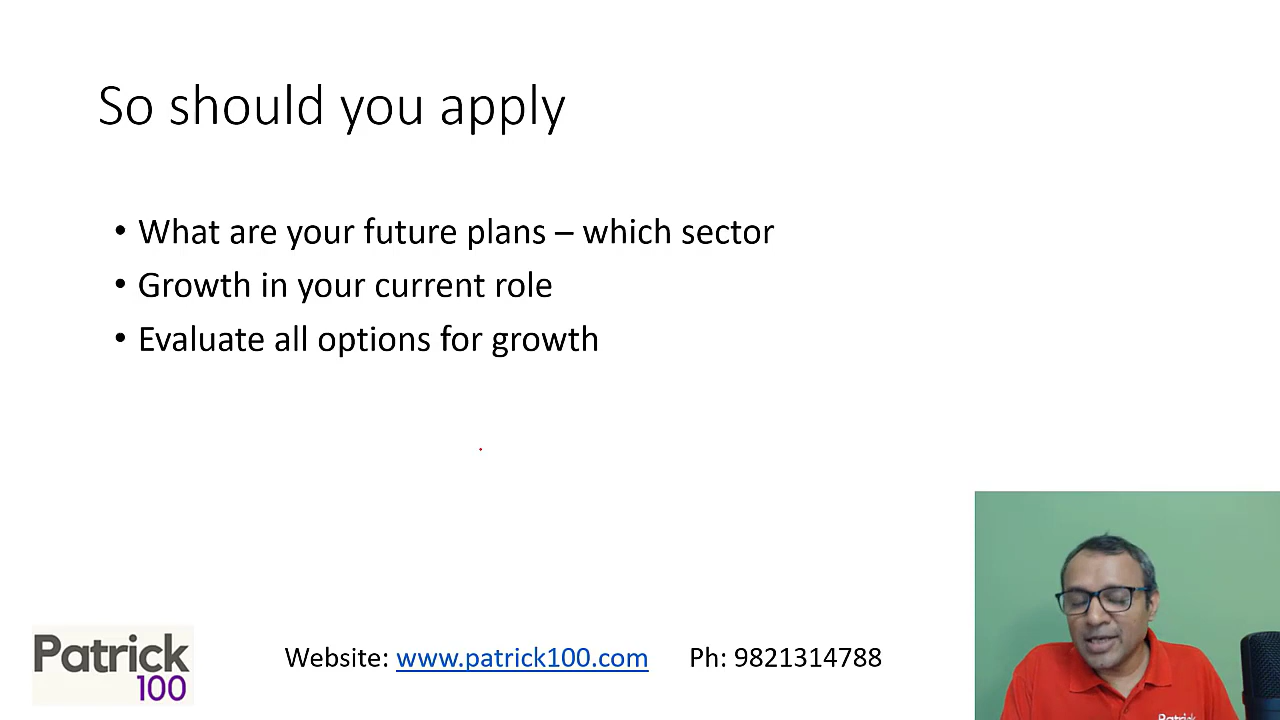 So should you apply
• What are your future plans – which sector
• Growth in your current role
• Evaluate all options for growth
Patrick
100
Website: www.patrick100.com Ph: 9821314788
Patrick